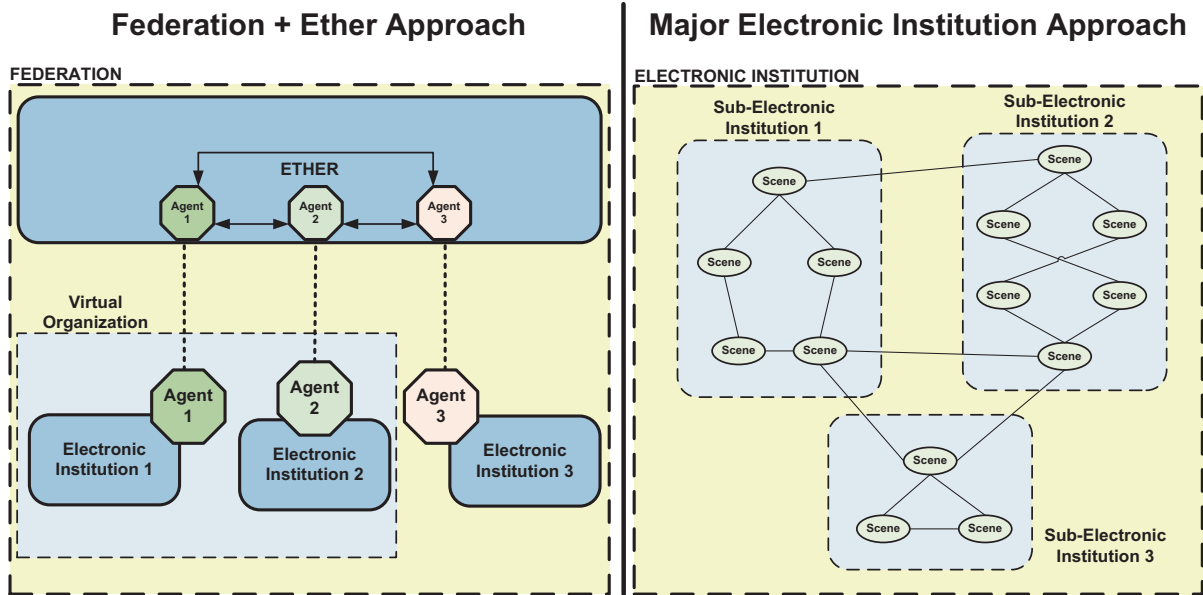 Federation + Ether Approach
FEDERATION
ETHER
Agent
1
Agent
2
Agent
3
Virtual
Organization
Agent
1
Agent
2
Agent
3
Electronic
Institution 1
Electronic
Institution 2
Electronic
Institution 3
Major Electronic Institution Approach
ELECTRONIC INSTITUTION
Sub-Electronic
Institution 1
Scene
Scene
Scene
Scene
Scene
Sub-Electronic
Institution 2
Scene
Scene
Scene
Scene
Scene
Scene
Scene
Scene
Scene
Sub-Electronic
Institution 3